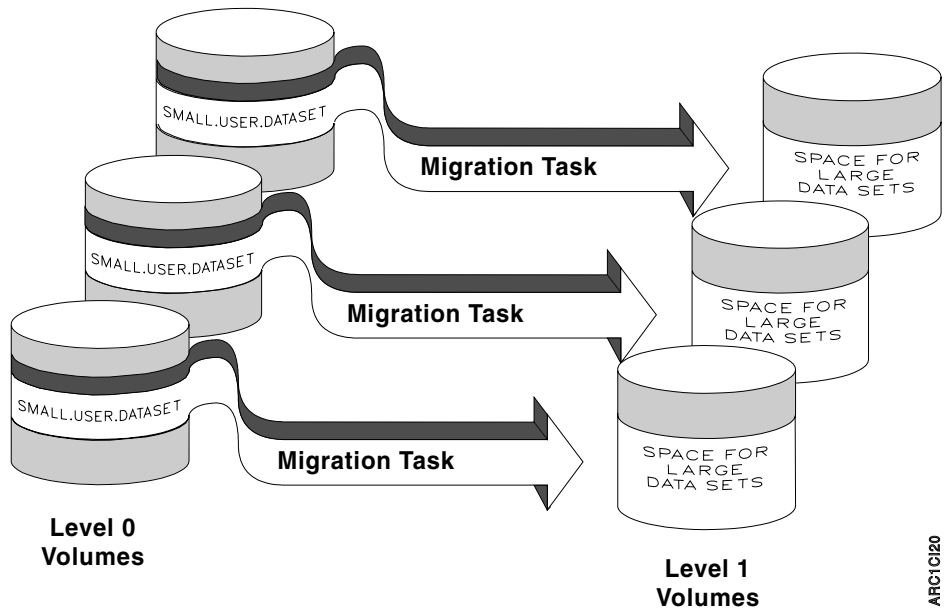 SMALL.USER.DATASET
Migration Task
SPACE FOR
LARGE
DATA SETS
SMALL.USER.DATASET
Migration Task
SPACE FOR
LARGE
DATA SETS
SMALL.USER.DATASET
Migration Task
SPACE FOR
LARGE
DATA SETS
Level 0
Volumes
Level 1
Volumes
ARC1CI20